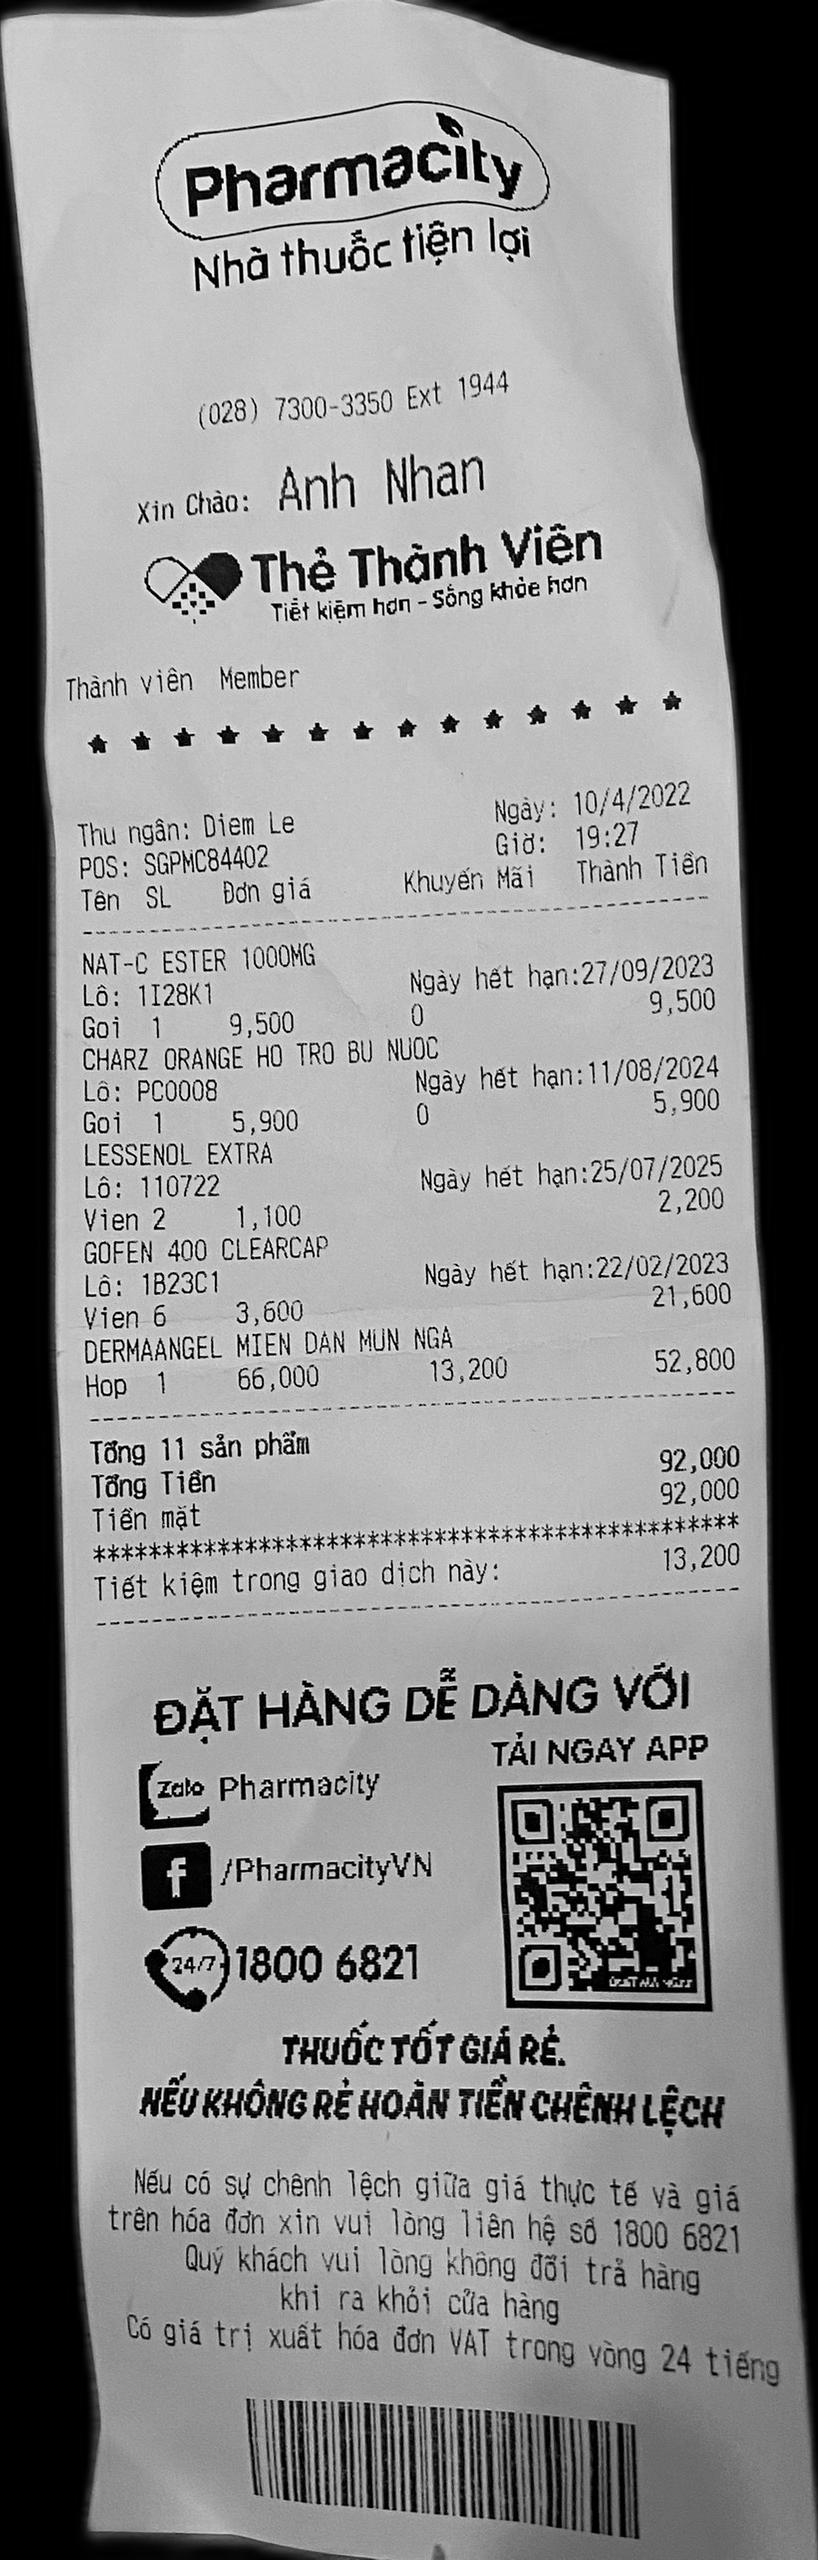 Pharmacity
Nhà thuốc tiện lợi
(028) 7300-3350 Ext 1944
Xin Chào: Anh Nhan
Thẻ Thành Viên
Tiết kiệm hơn - Sống khỏe hơn
Thành viên Member
Thu ngân: Diem Le Ngày: 10/4/2022
POS: SGPMC84402 Giờ: 19:27
Tên SL Đơn giá Khuyến Mãi Thành Tiền
NAT-C ESTER 1000MG
Lô: 1I28K1 Ngày hết hạn:27/09/2023
Goi 1 9,500 0 9,500
CHARZ ORANGE HO TRO BU NUOC
Lô: PC0008 Ngày hết hạn:11/08/2024
Goi 1 5,900 0 5,900
LESSENOL EXTRA
Lô: 110722 Ngày hết hạn:25/07/2025
Vien 2 1,100 2,200
GOFEN 400 CLEARCAP
Lô: 1B23C1 Ngày hết hạn:22/02/2023
Vien 6 3,600 21,600
DERMAANGEL MIEN DAN MUN NGA
Hop 1 66,000 13,200 52,800
Tổng 11 sản phẩm
Tổng Tiền 92,000
Tiền mặt 92,000
************************************************
Tiết kiệm trong giao dịch này: 13,200
ĐẶT HÀNG DỄ DÀNG VỚI
TẢI NGAY APP
Zalo Pharmacity
f /PharmacityVN
24/7 1800 6821
THUỐC TỐT GIÁ RẺ.
NẾU KHÔNG RẺ HOÀN TIỀN CHÊNH LỆCH
Nếu có sự chênh lệch giữa giá thực tế và giá
trên hóa đơn xin vui lòng liên hệ số 1800 6821
Quý khách vui lòng không đổi trả hàng
khi ra khỏi cửa hàng
Có giá trị xuất hóa đơn VAT trong vòng 24 tiếng